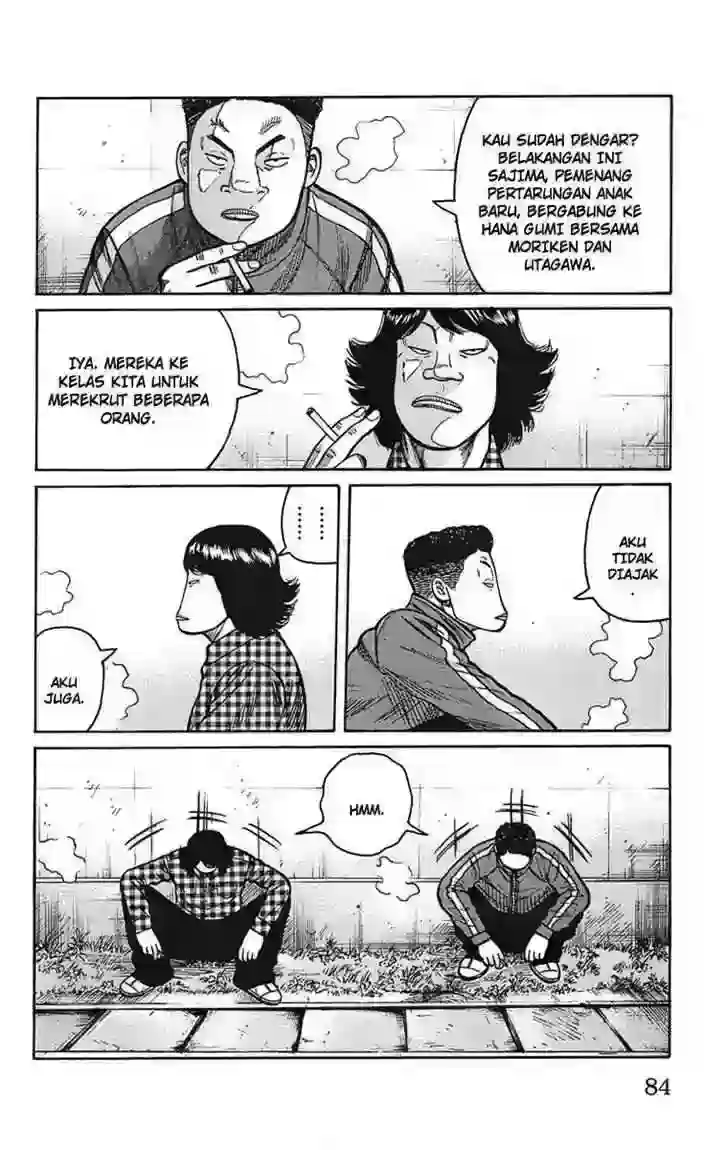 KAU SUDAH DENGAR?
BELAKANGAN INI
SAJIMA, PEMENANG
PERTARUNGAN ANAK
BARU, BERGABUNG KE
HANA GUMI BERSAMA
MORIKEN DAN
UTAGAWA.
IYA. MEREKA KE
KELAS KITA UNTUK
MEREKRUT BEBERAPA
ORANG.
......
......
AKU
JUGA.
AKU
TIDAK
DIAJAK
.
HMM.
84